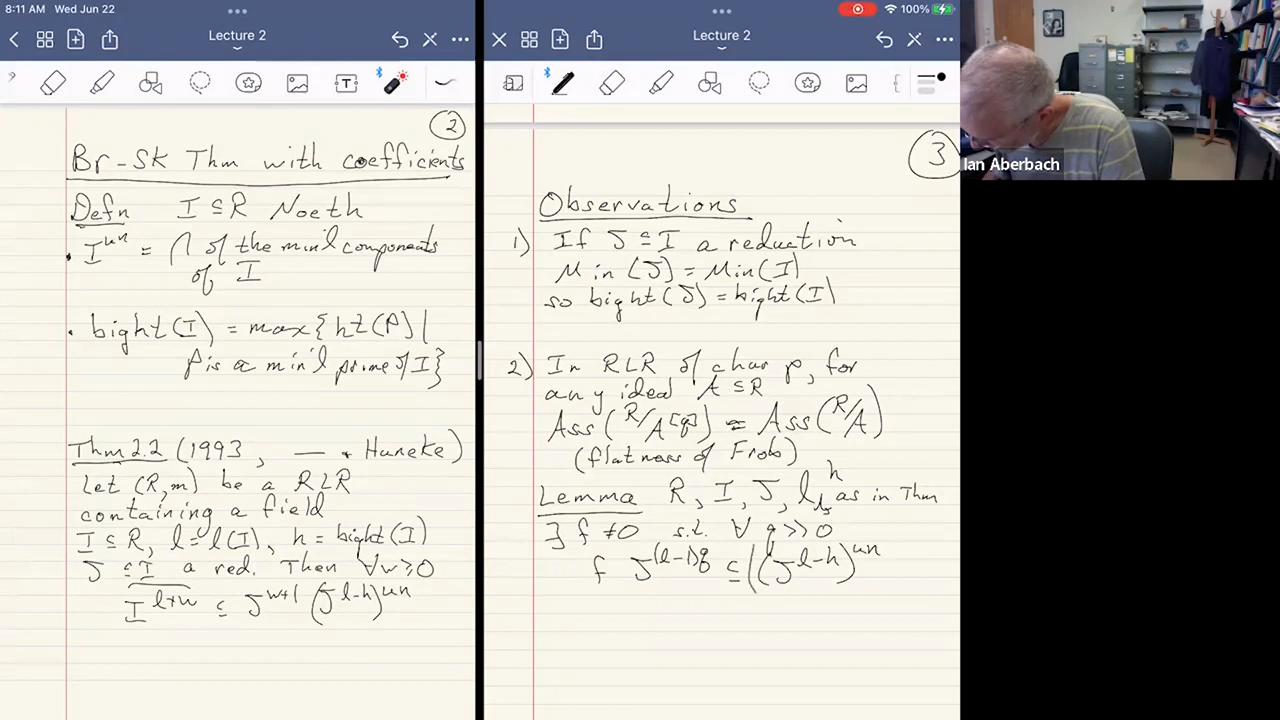 8:11 AM Wed Jun 22
100%
Lecture 2
Lecture 2
2
Br-Sk Thm with coefficients
Defn I ⊆ R Noeth
• I^{un} = ∩ of the min'l components
of I
• bight(I) = max{ht(P) |
P is a min'l prime of I}
Thm 2.2 (1993, — + Huneke)
Let (R,m) be a RLR
containing a field
I ⊆ R, l = l(I), h = bight(I)
J ⊆ I a red. Then ∀w ≥ 0
\overline{I^{l+w}} ⊆ J^{w+1} (J^{l-h})^{un}
3
Observations
1) If J ⊆ I a reduction
Min(J) = Min(I)
so bight(J) = bight(I)
2) In RLR of char p, for
any ideal A ⊆ R
Ass(R/A^{[q]}) = Ass(R/A)
(flatness of Frob)
Lemma R, I, J, l, h as in Thm
∃ f ≠ 0 s.t. ∀ q >> 0
f J^{(l-1)q} ⊆ ((J^{l-h})^{un}
Ian Aberbach